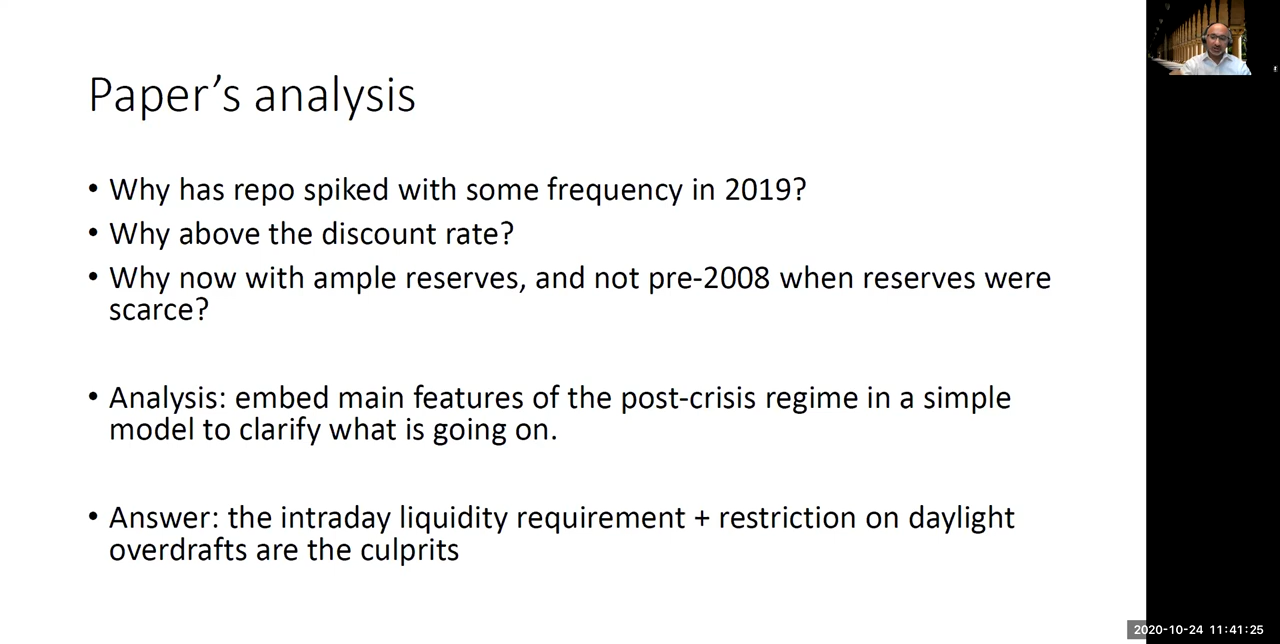 Paper’s analysis
• Why has repo spiked with some frequency in 2019?
• Why above the discount rate?
• Why now with ample reserves, and not pre-2008 when reserves were
scarce?
• Analysis: embed main features of the post-crisis regime in a simple
model to clarify what is going on.
• Answer: the intraday liquidity requirement + restriction on daylight
overdrafts are the culprits
2020-10-24 11:41:25